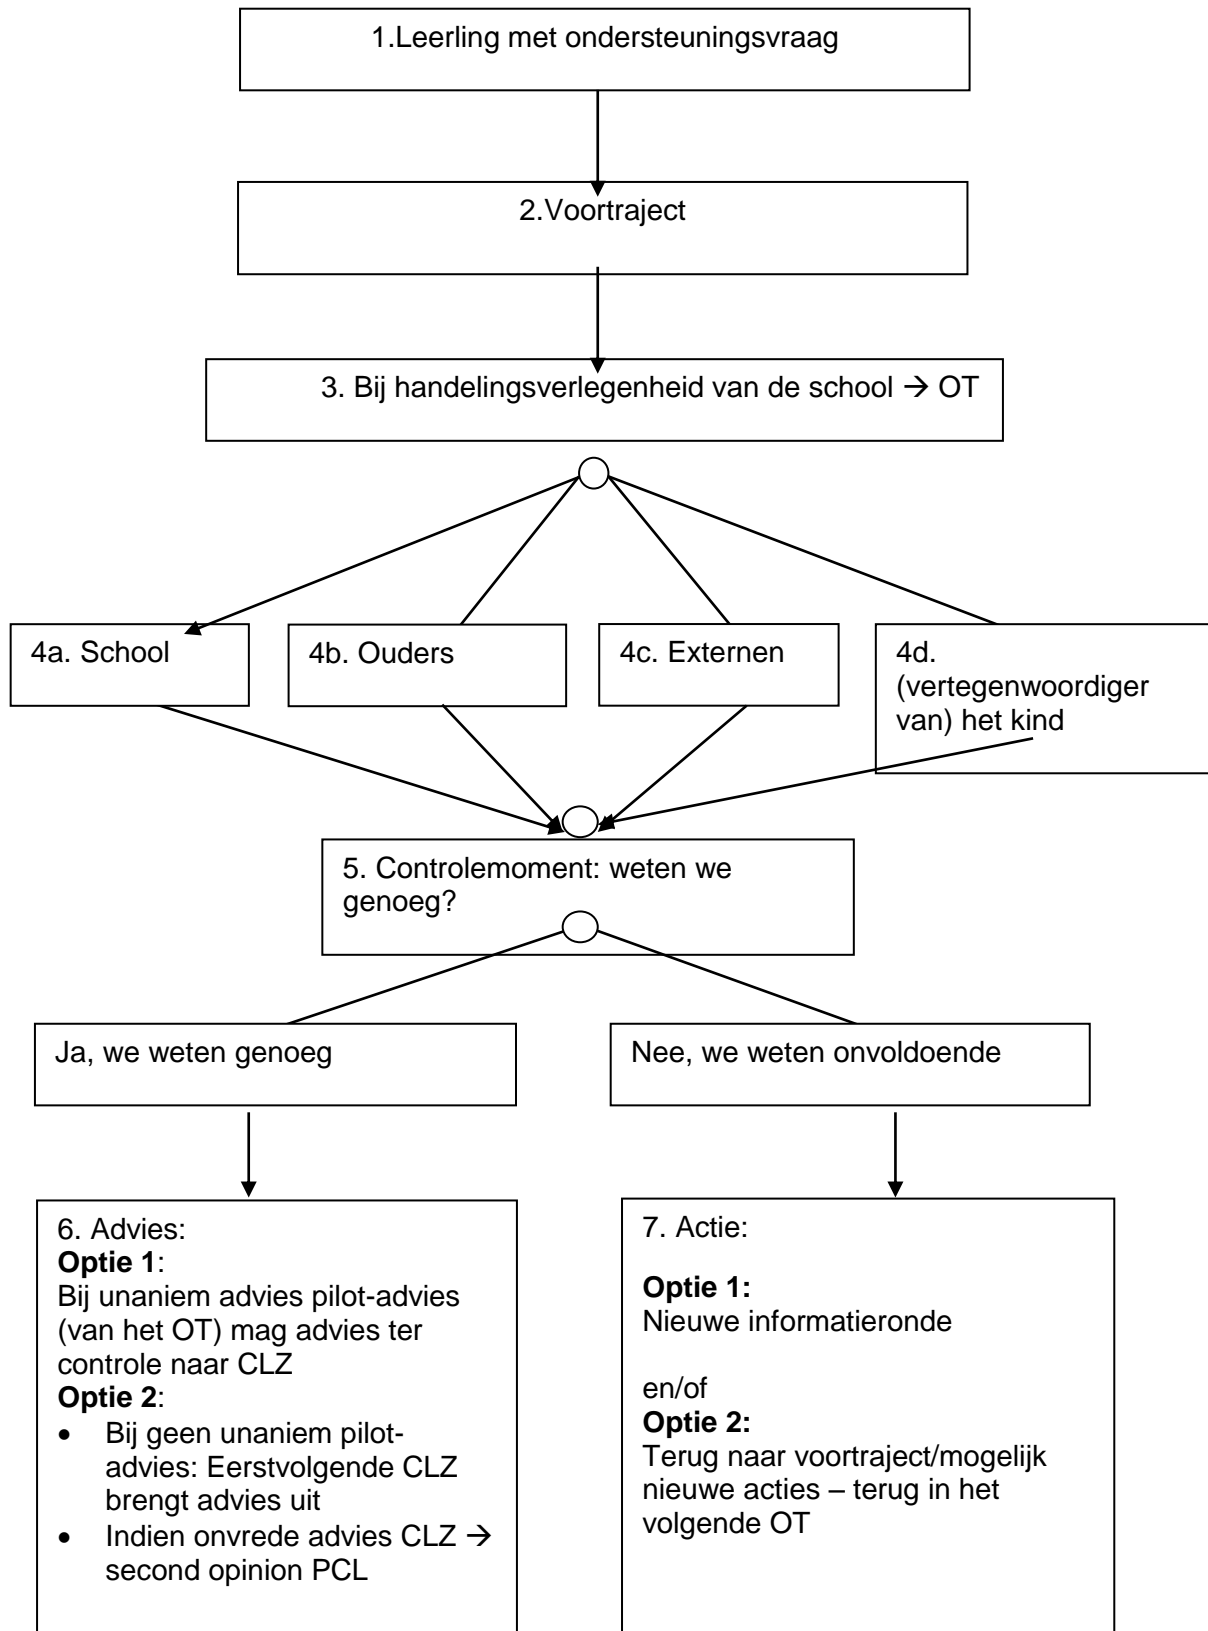 1.Leerling met ondersteuningsvraag
2.Voortraject
3. Bij handelingsverlegenheid van de school → OT
4a. School
4b. Ouders
4c. Externen
4d.
(vertegenwoordiger
van) het kind
5. Controlemoment: weten we
genoeg?
Ja, we weten genoeg
Nee, we weten onvoldoende
6. Advies:
Optie 1:
Bij unaniem advies pilot-advies
(van het OT) mag advies ter
controle naar CLZ
Optie 2:
• Bij geen unaniem pilot-
advies: Eerstvolgende CLZ
brengt advies uit
• Indien onvrede advies CLZ →
second opinion PCL
7. Actie:
Optie 1:
Nieuwe informatieronde
en/of
Optie 2:
Terug naar voortraject/mogelijk
nieuwe acties – terug in het
volgende OT